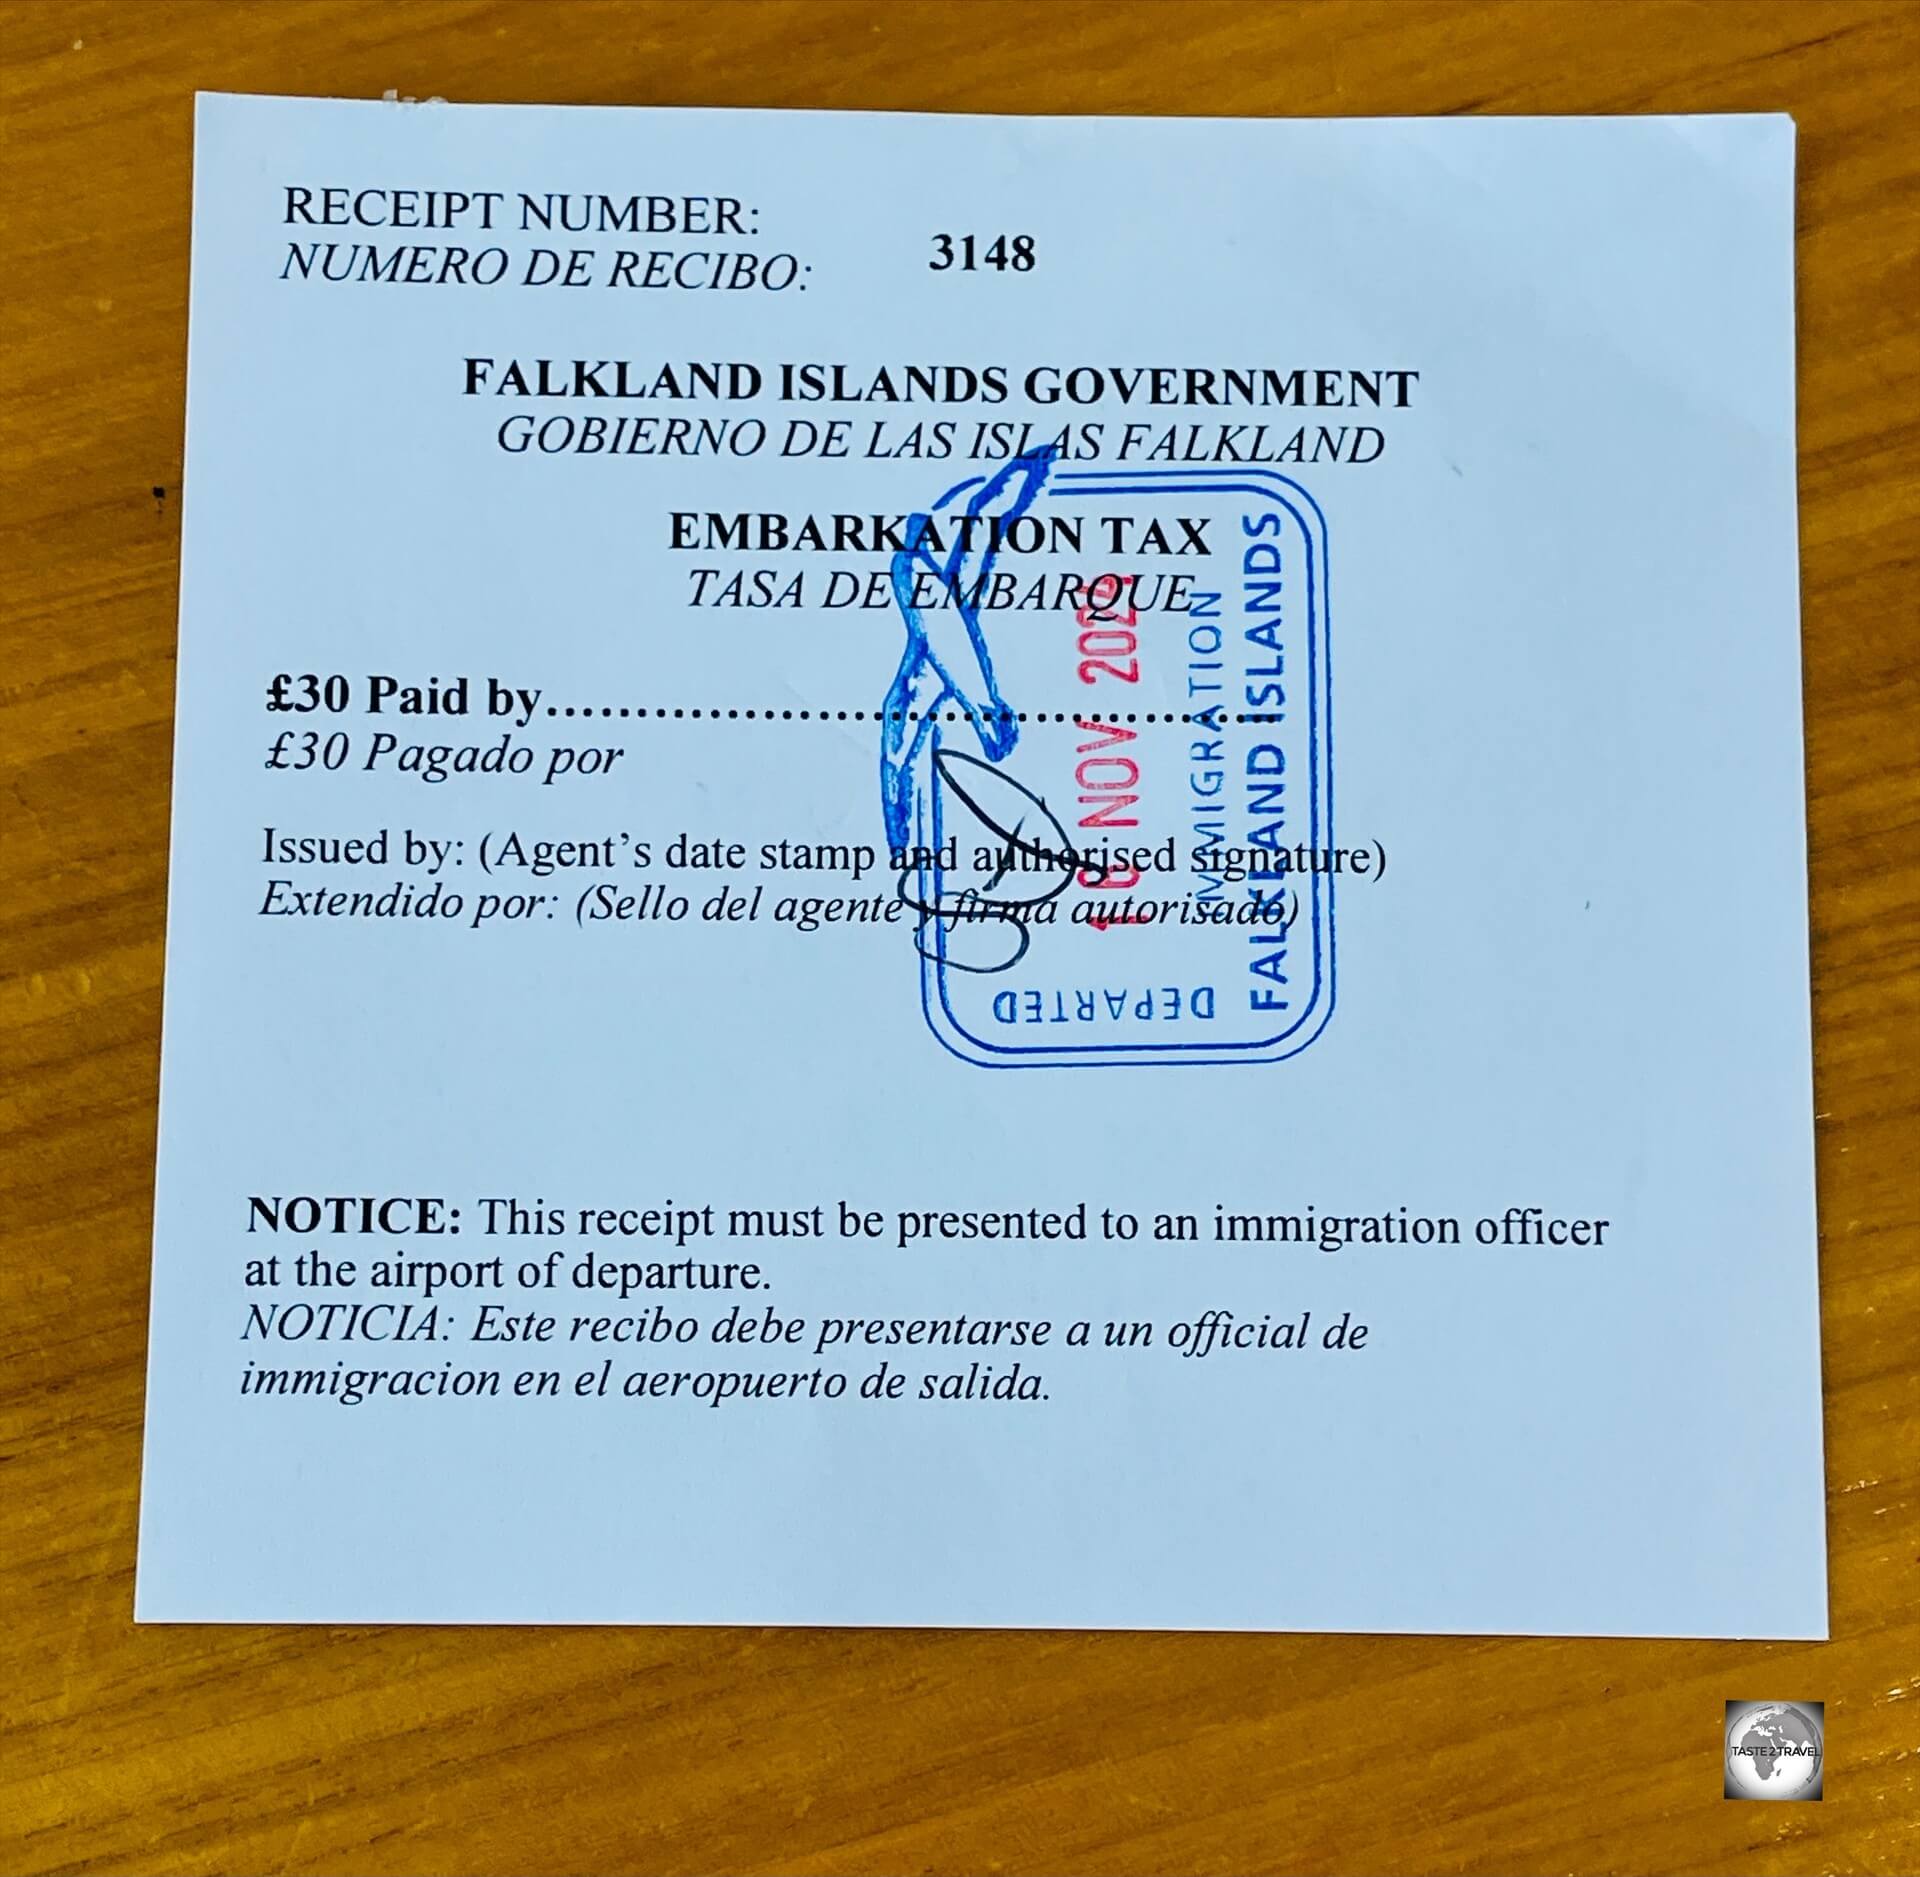 RECEIPT NUMBER:
NUMERO DE RECIBO:
3148
FALKLAND ISLANDS GOVERNMENT
GOBIERNO DE LAS ISLAS FALKLAND
EMBARKATION TAX
TASA DE EMBARQUE
£30 Paid by
£30 Pagado por
Issued by: (Agent's date stamp and authorised signature)
Extendido por: (Sello del agente y firma autorisado)
FALKLAND ISLANDS
IMMIGRATION
NOV
DEPARTED
NOTICE: This receipt must be presented to an immigration officer
at the airport of departure.
NOTICIA: Este recibo debe presentarse a un official de
immigracion en el aeropuerto de salida.
TASTE2TRAVEL